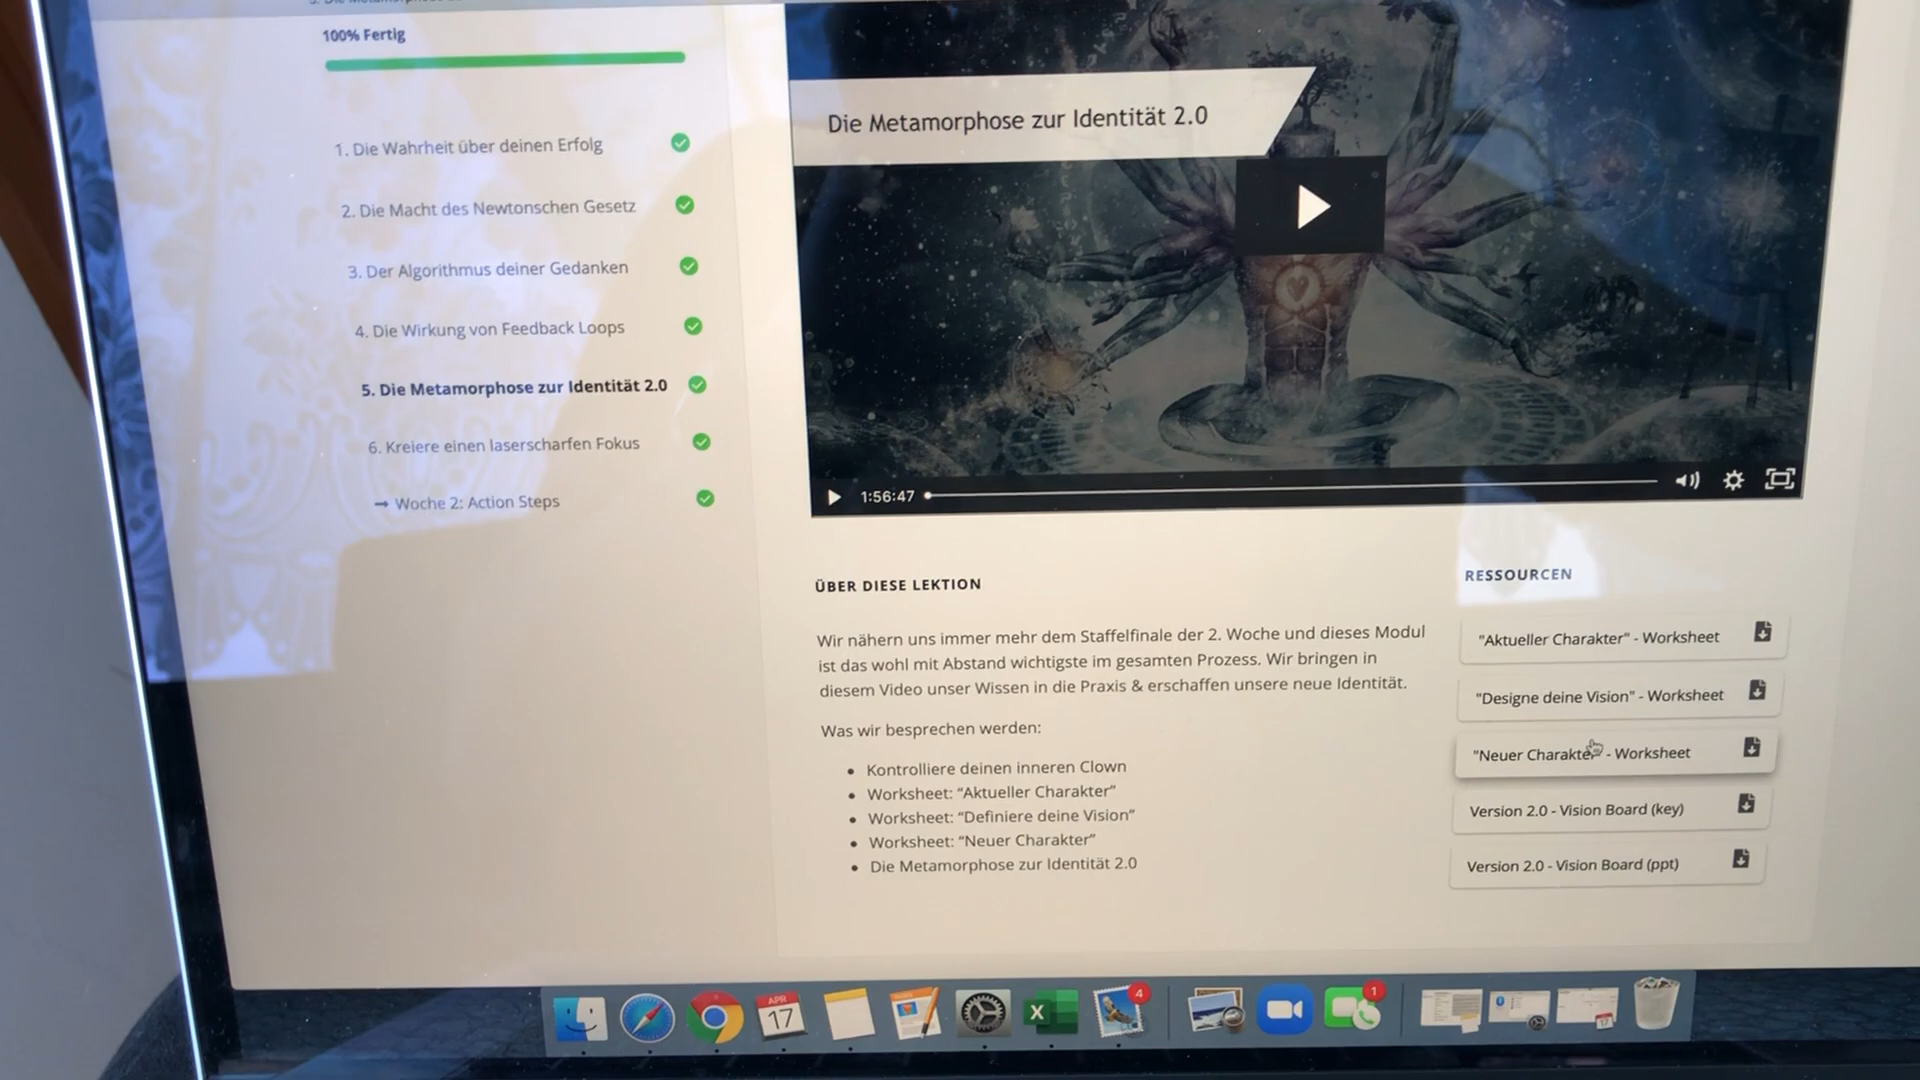 100% Fertig
1. Die Wahrheit über deinen Erfolg
2. Die Macht des Newtonschen Gesetz
3. Der Algorithmus deiner Gedanken
4. Die Wirkung von Feedback Loops
5. Die Metamorphose zur Identität 2.0
6. Kreiere einen laserscharfen Fokus
→ Woche 2: Action Steps
Die Metamorphose zur Identität 2.0
1:56:47
ÜBER DIESE LEKTION
Wir nähern uns immer mehr dem Staffelfinale der 2. Woche und dieses Modul
ist das wohl mit Abstand wichtigste im gesamten Prozess. Wir bringen in
diesem Video unser Wissen in die Praxis & erschaffen unsere neue Identität.
Was wir besprechen werden:
• Kontrolliere deinen inneren Clown
• Worksheet: “Aktueller Charakter”
• Worksheet: “Definiere deine Vision”
• Worksheet: “Neuer Charakter”
• Die Metamorphose zur Identität 2.0
RESSOURCEN
"Aktueller Charakter" - Worksheet
"Designe deine Vision" - Worksheet
"Neuer Charakter" - Worksheet
Version 2.0 - Vision Board (key)
Version 2.0 - Vision Board (ppt)
APR
17
X
4
1
17